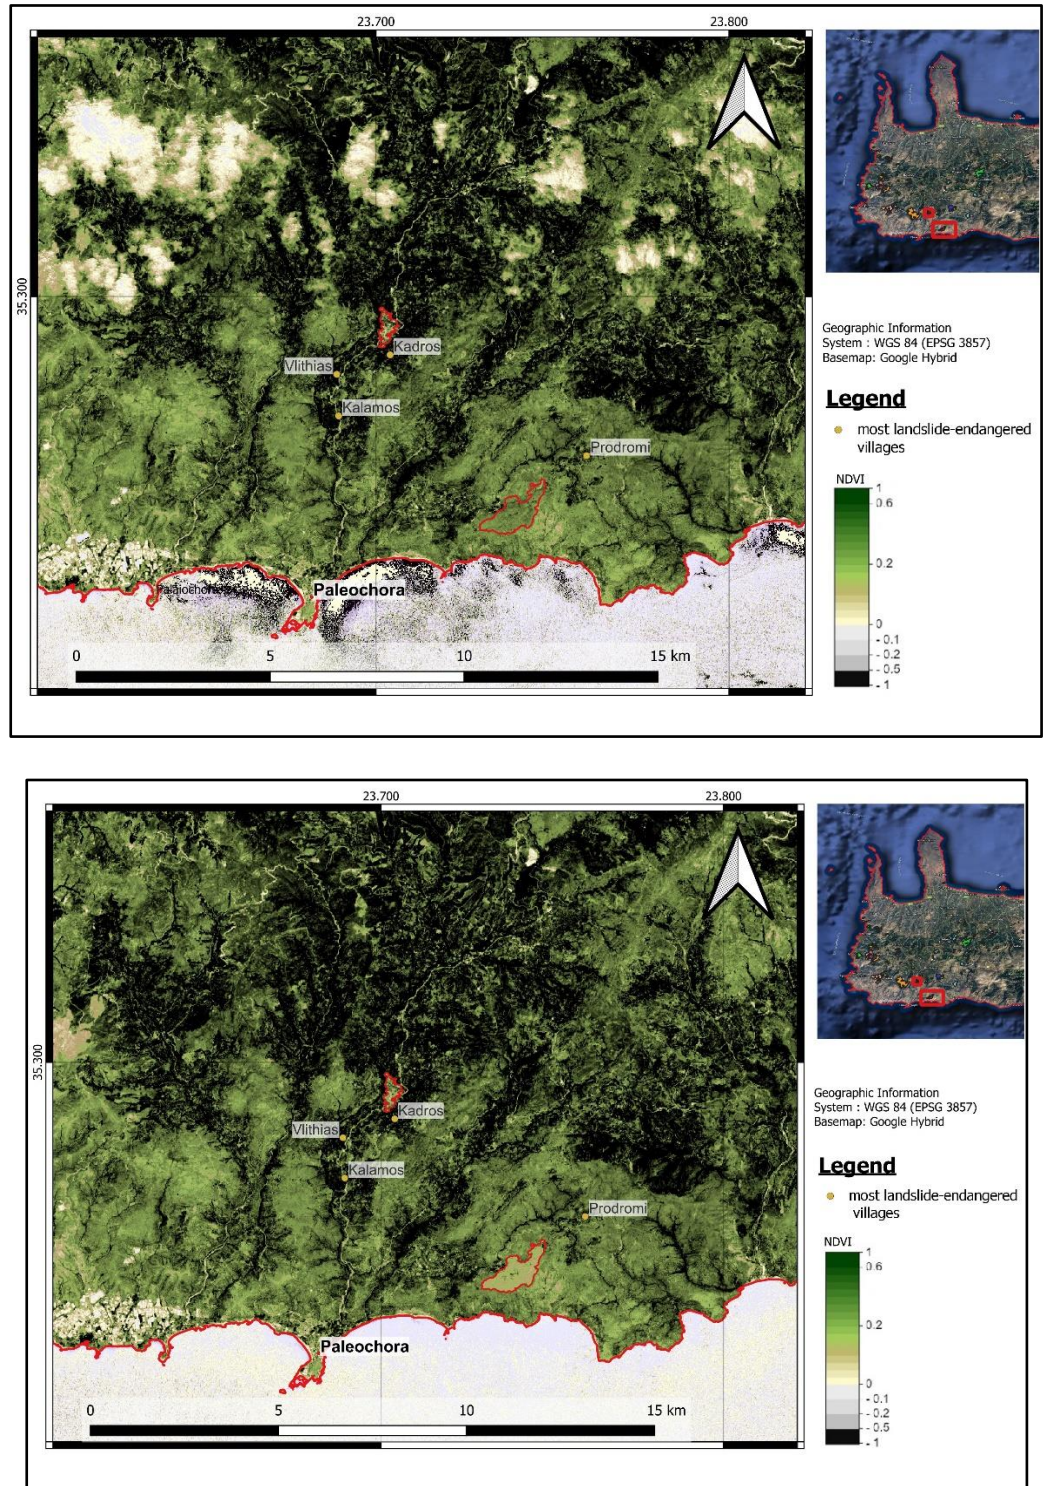 23.700
23.800
35.300
Kadros
Vlithias
Kalamos
Prodromi
Paleochora
0
5
10
15 km
Geographic Information
System : WGS 84 (EPSG 3857)
Basemap: Google Hybrid
Legend
most landslide-endangered
villages
NDVI
1
0.6
0.2
0
- 0.1
- 0.2
- 0.5
- 1
23.700
23.800
35.300
Kadros
Vlithias
Kalamos
Prodromi
Paleochora
0
5
10
15 km
Geographic Information
System : WGS 84 (EPSG 3857)
Basemap: Google Hybrid
Legend
most landslide-endangered
villages
NDVI
1
0.6
0.2
0
- 0.1
- 0.2
- 0.5
- 1